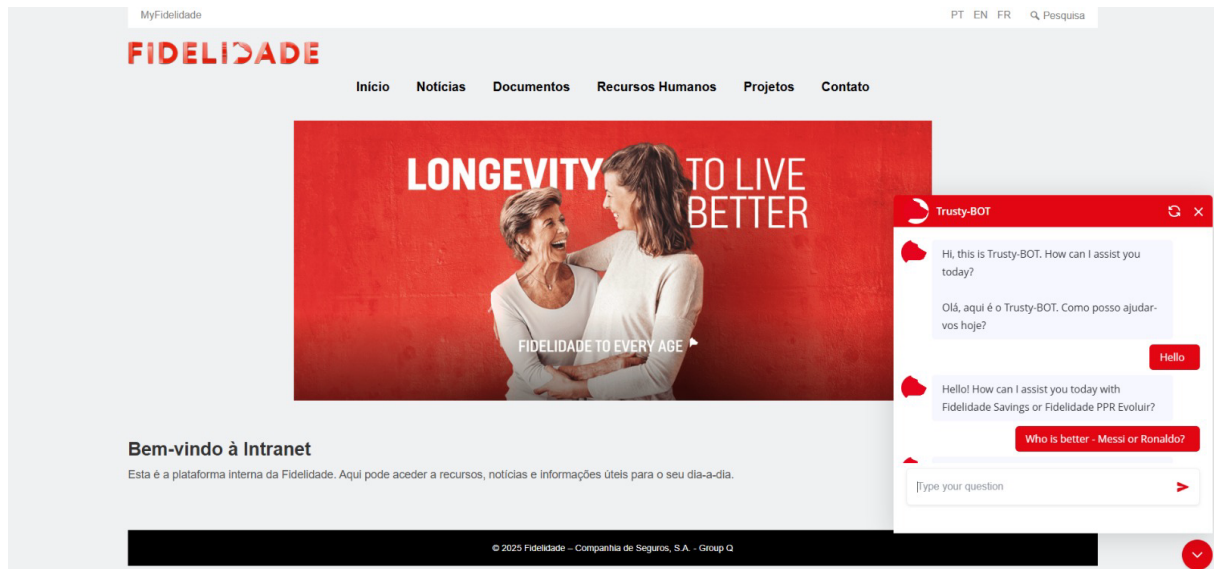 MyFidelidade
PT EN FR Pesquisa
FIDELIDADE
Início Notícias Documentos Recursos Humanos Projetos Contato
LONGEVITY TO LIVE
BETTER
FIDELIDADE TO EVERY AGE
Trusty-BOT
Hi, this is Trusty-BOT. How can I assist you
today?
Olá, aqui é o Trusty-BOT. Como posso ajudar-
vos hoje?
Hello
Hello! How can I assist you today with
Fidelidade Savings or Fidelidade PPR Evoluir?
Who is better - Messi or Ronaldo?
Type your question
Bem-vindo à Intranet
Esta é a plataforma interna da Fidelidade. Aqui pode aceder a recursos, notícias e informações úteis para o seu dia-a-dia.
© 2025 Fidelidade – Companhia de Seguros, S.A. - Group Q